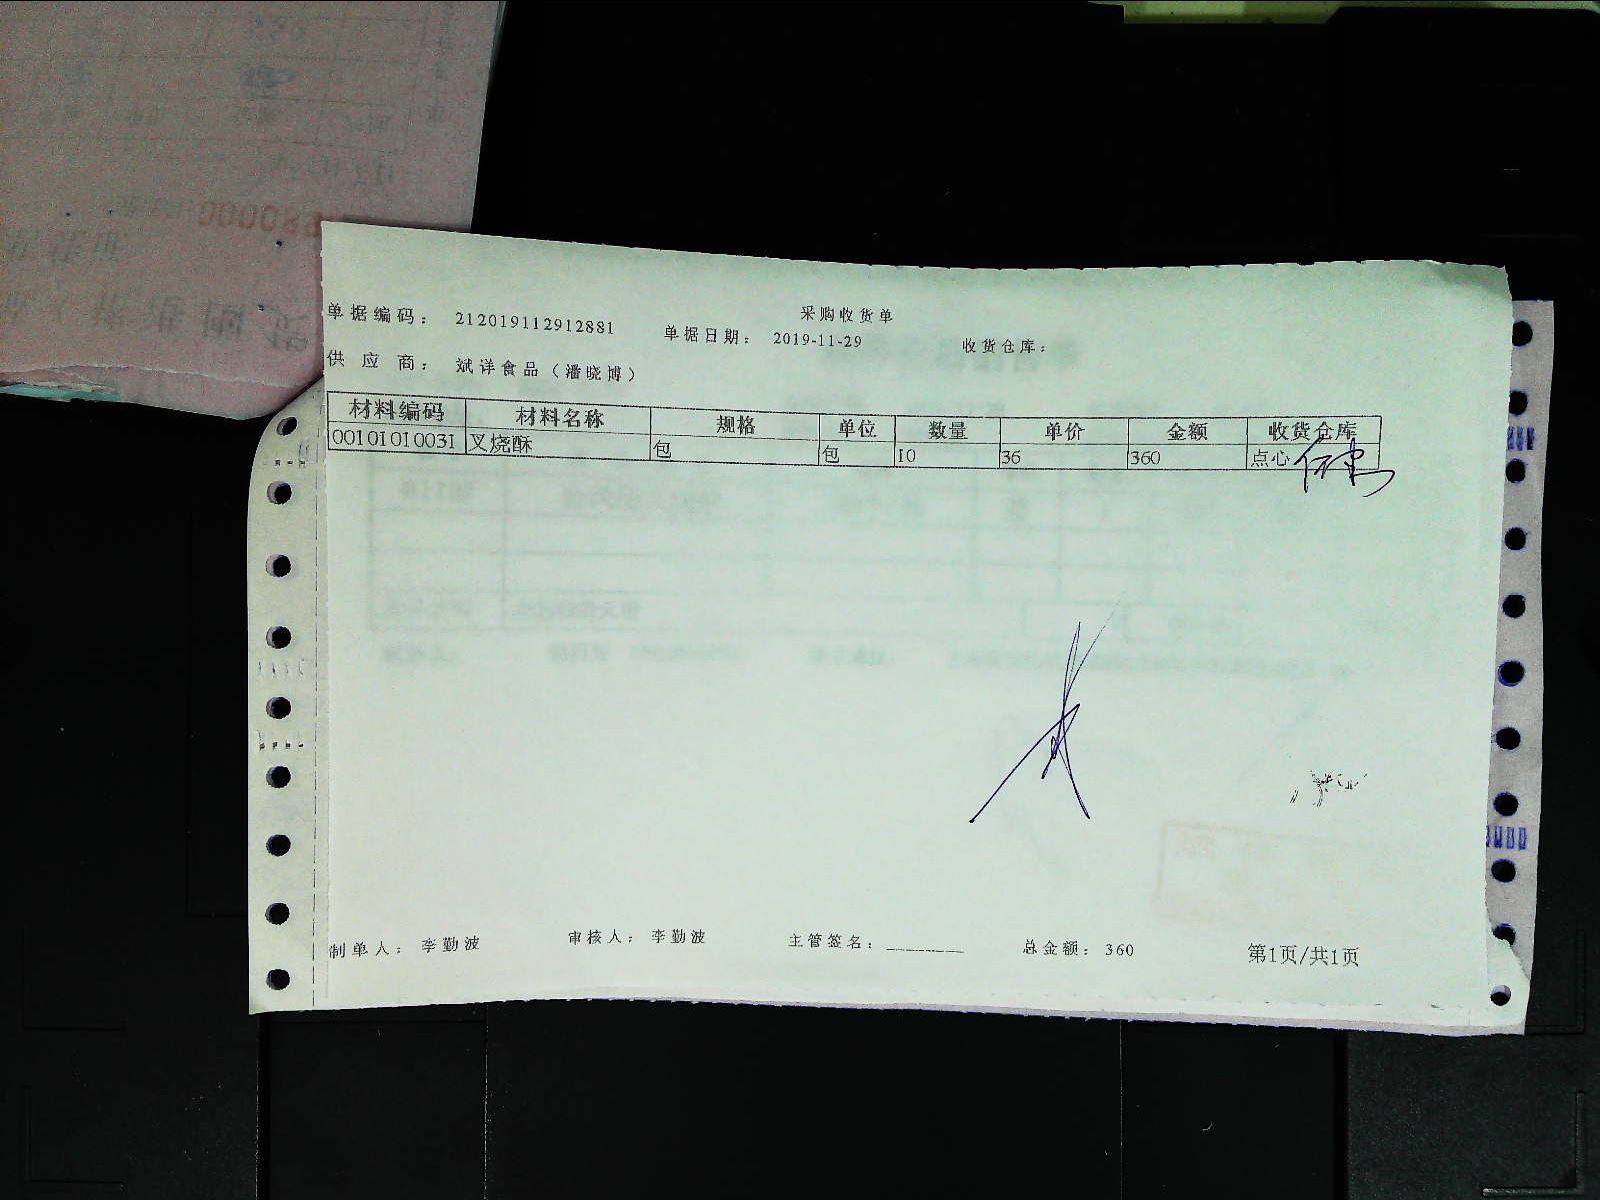 000089
采购收货单
单据编码： 212019112912881 单据日期： 2019-11-29 收货仓库：
供 应 商： 斌洋食品（潘晓博）
材料编码 材料名称 规格 单位 数量 单价 金额 收货仓库
00101010031 叉烧酥 包 包 10 36 360 点心
制单人： 李勤波 审核人： 李勤波 主管签名： ________ 总金额： 360 第1页/共1页